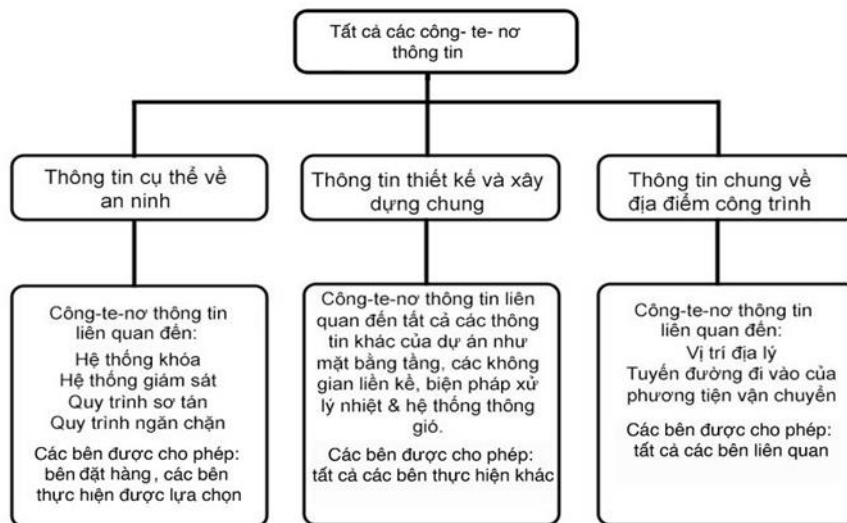 Tất cả các công- te- nơ
thông tin
Thông tin cụ thể về
an ninh
Thông tin thiết kế và xây
dựng chung
Thông tin chung về
địa điểm công trình
Công-te-nơ thông tin
liên quan đến:
Hệ thống khóa
Hệ thống giám sát
Quy trình sơ tán
Quy trình ngăn chặn
Các bên được cho phép:
bên đặt hàng, các bên
thực hiện được lựa chọn
Công-te-nơ thông tin liên
quan đến tất cả các thông
tin khác của dự án như
mặt bằng tầng, các không
gian liền kề, biện pháp xử
lý nhiệt & hệ thống thông
gió.
Các bên được cho phép:
tất cả các bên thực hiện khác
Công-te-nơ thông tin
liên quan đến:
Vị trí địa lý
Tuyến đường đi vào của
phương tiện vận chuyển
Các bên được cho phép:
tất cả các bên liên quan